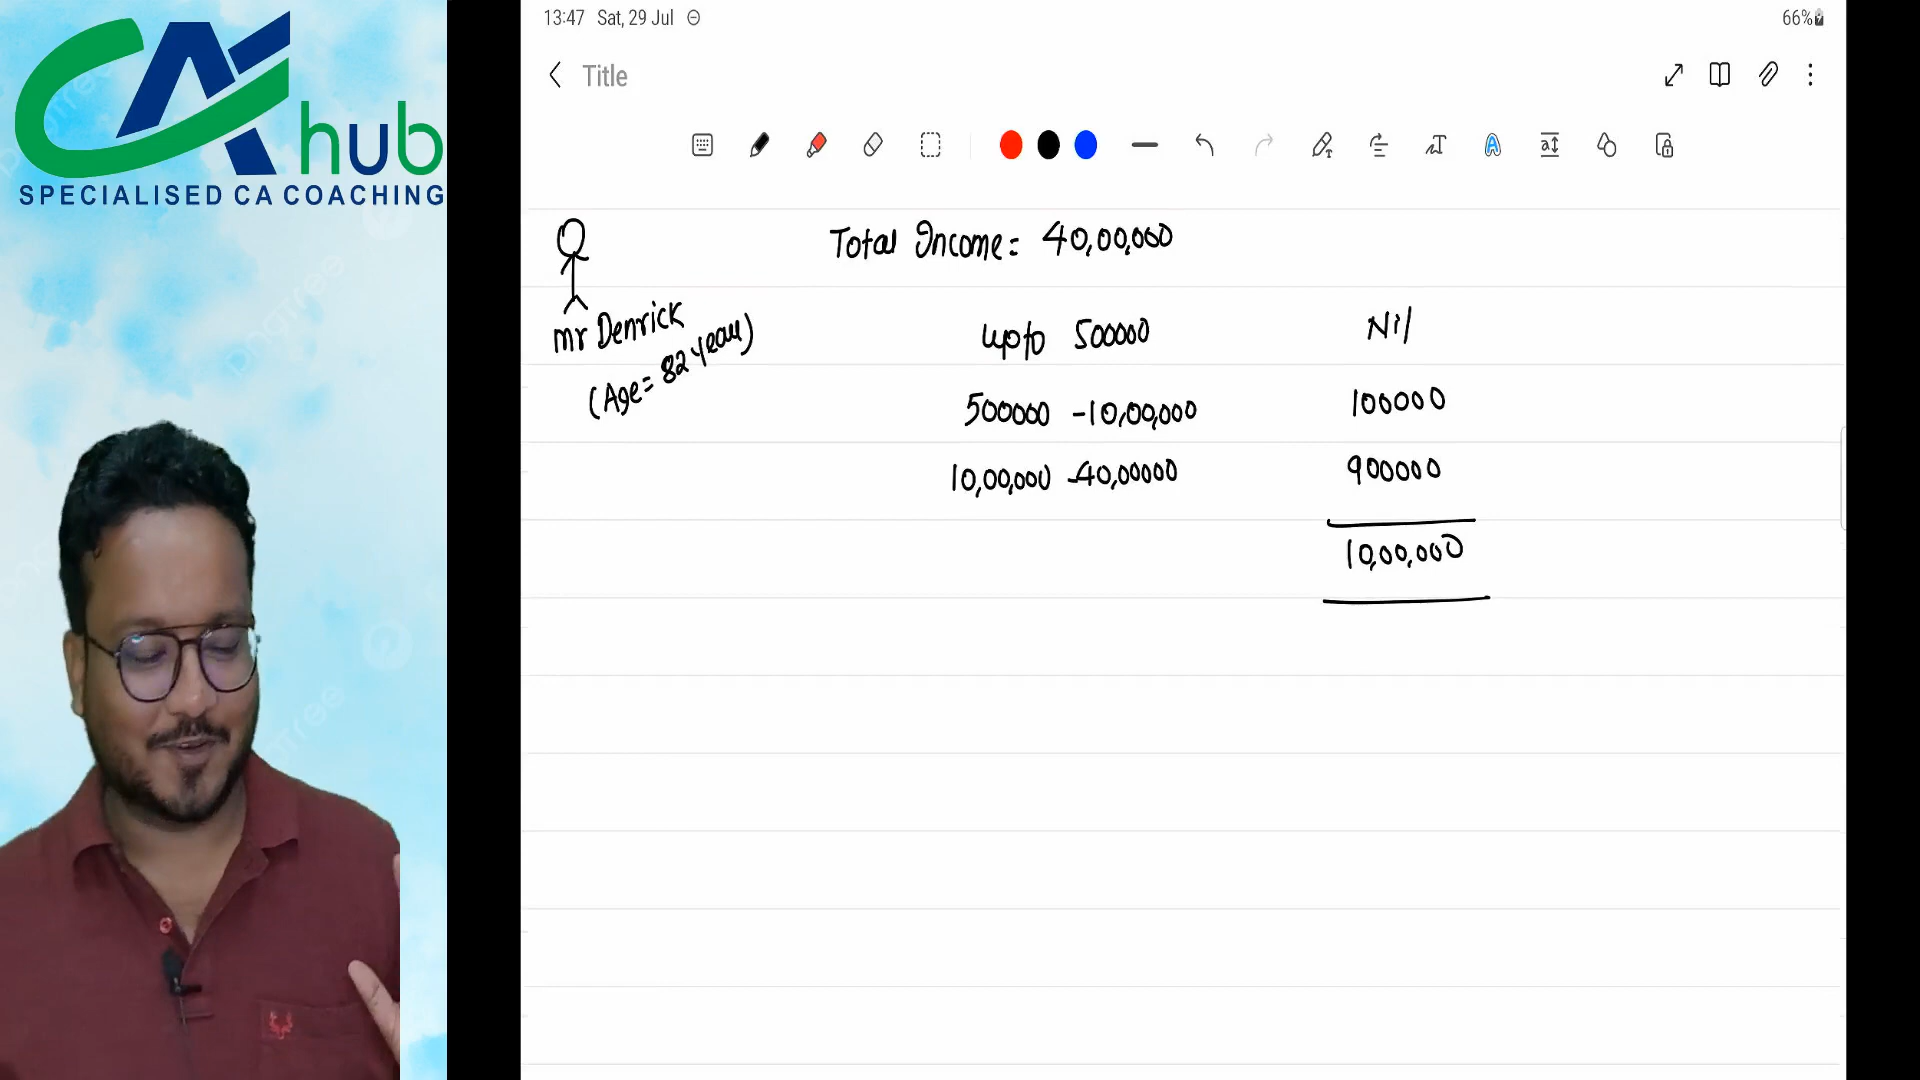 CA hub
SPECIALISED CA COACHING
13:47 Sat, 29 Jul
66%
Title
Total Income = 40,00,000
mr Denrick
(Age = 82 year)
upto 500000 Nil
500000 - 10,00,000 100000
10,00,000 - 40,00000 900000
10,00,000